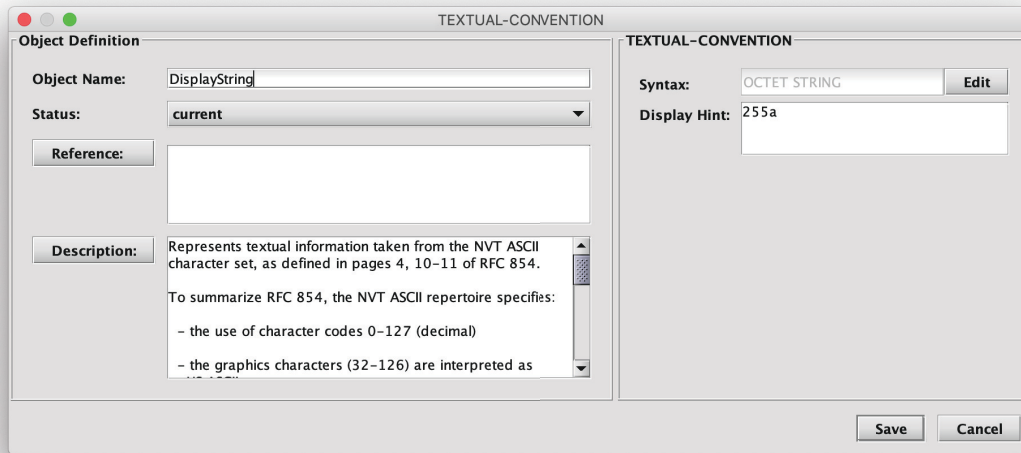 TEXTUAL-CONVENTION
Object Definition
Object Name: DisplayString
Status: current
Reference:
Description: Represents textual information taken from the NVT ASCII
character set, as defined in pages 4, 10-11 of RFC 854.
To summarize RFC 854, the NVT ASCII repertoire specifies:
- the use of character codes 0-127 (decimal)
- the graphics characters (32-126) are interpreted as
TEXTUAL-CONVENTION
Syntax: OCTET STRING Edit
Display Hint: 255a
Save Cancel